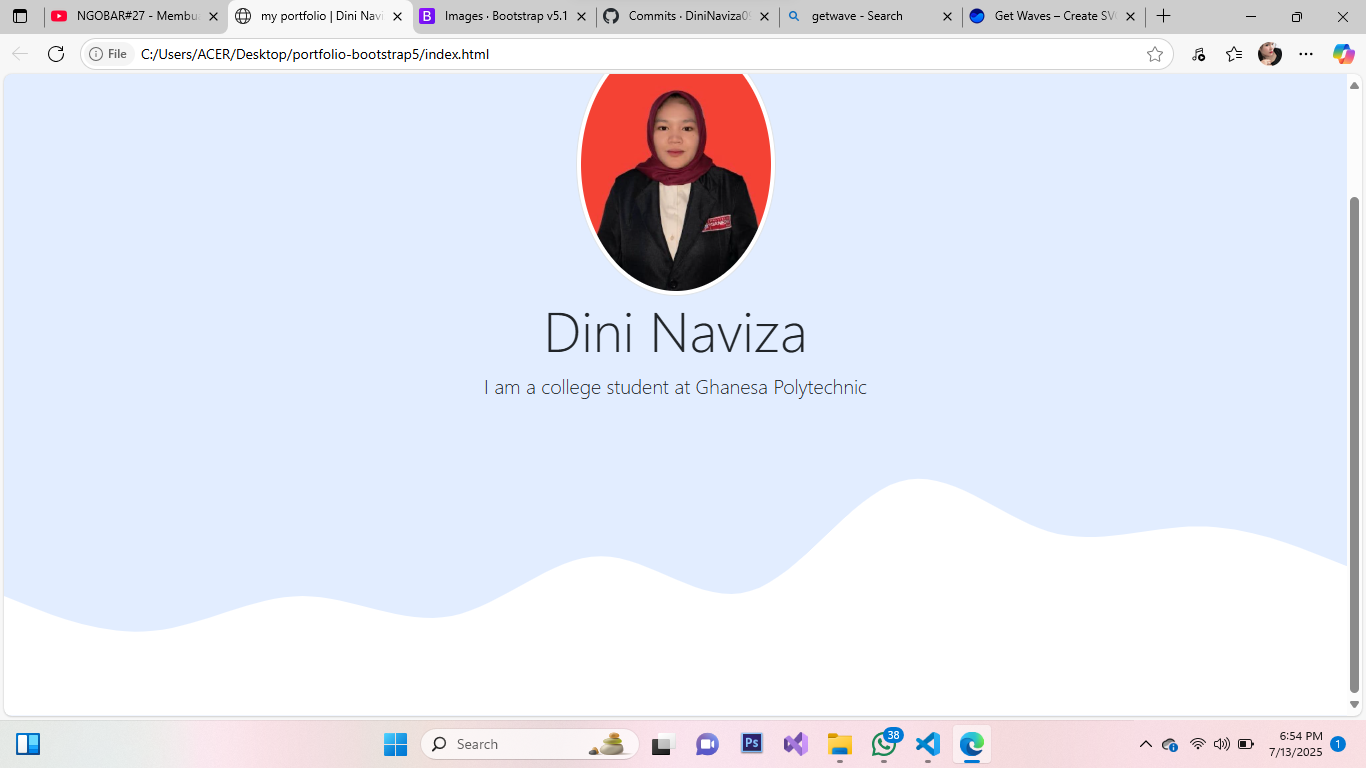 NGOBAR#27 - Membu
my portfolio | Dini Navi
B
Images · Bootstrap v5.1
Commits · DiniNaviza0
getwave - Search
Get Waves – Create SV
File
C:/Users/ACER/Desktop/portfolio-bootstrap5/index.html
Dini Naviza
I am a college student at Ghanesa Polytechnic
Search
Ps
38
6:54 PM
7/13/2025
1